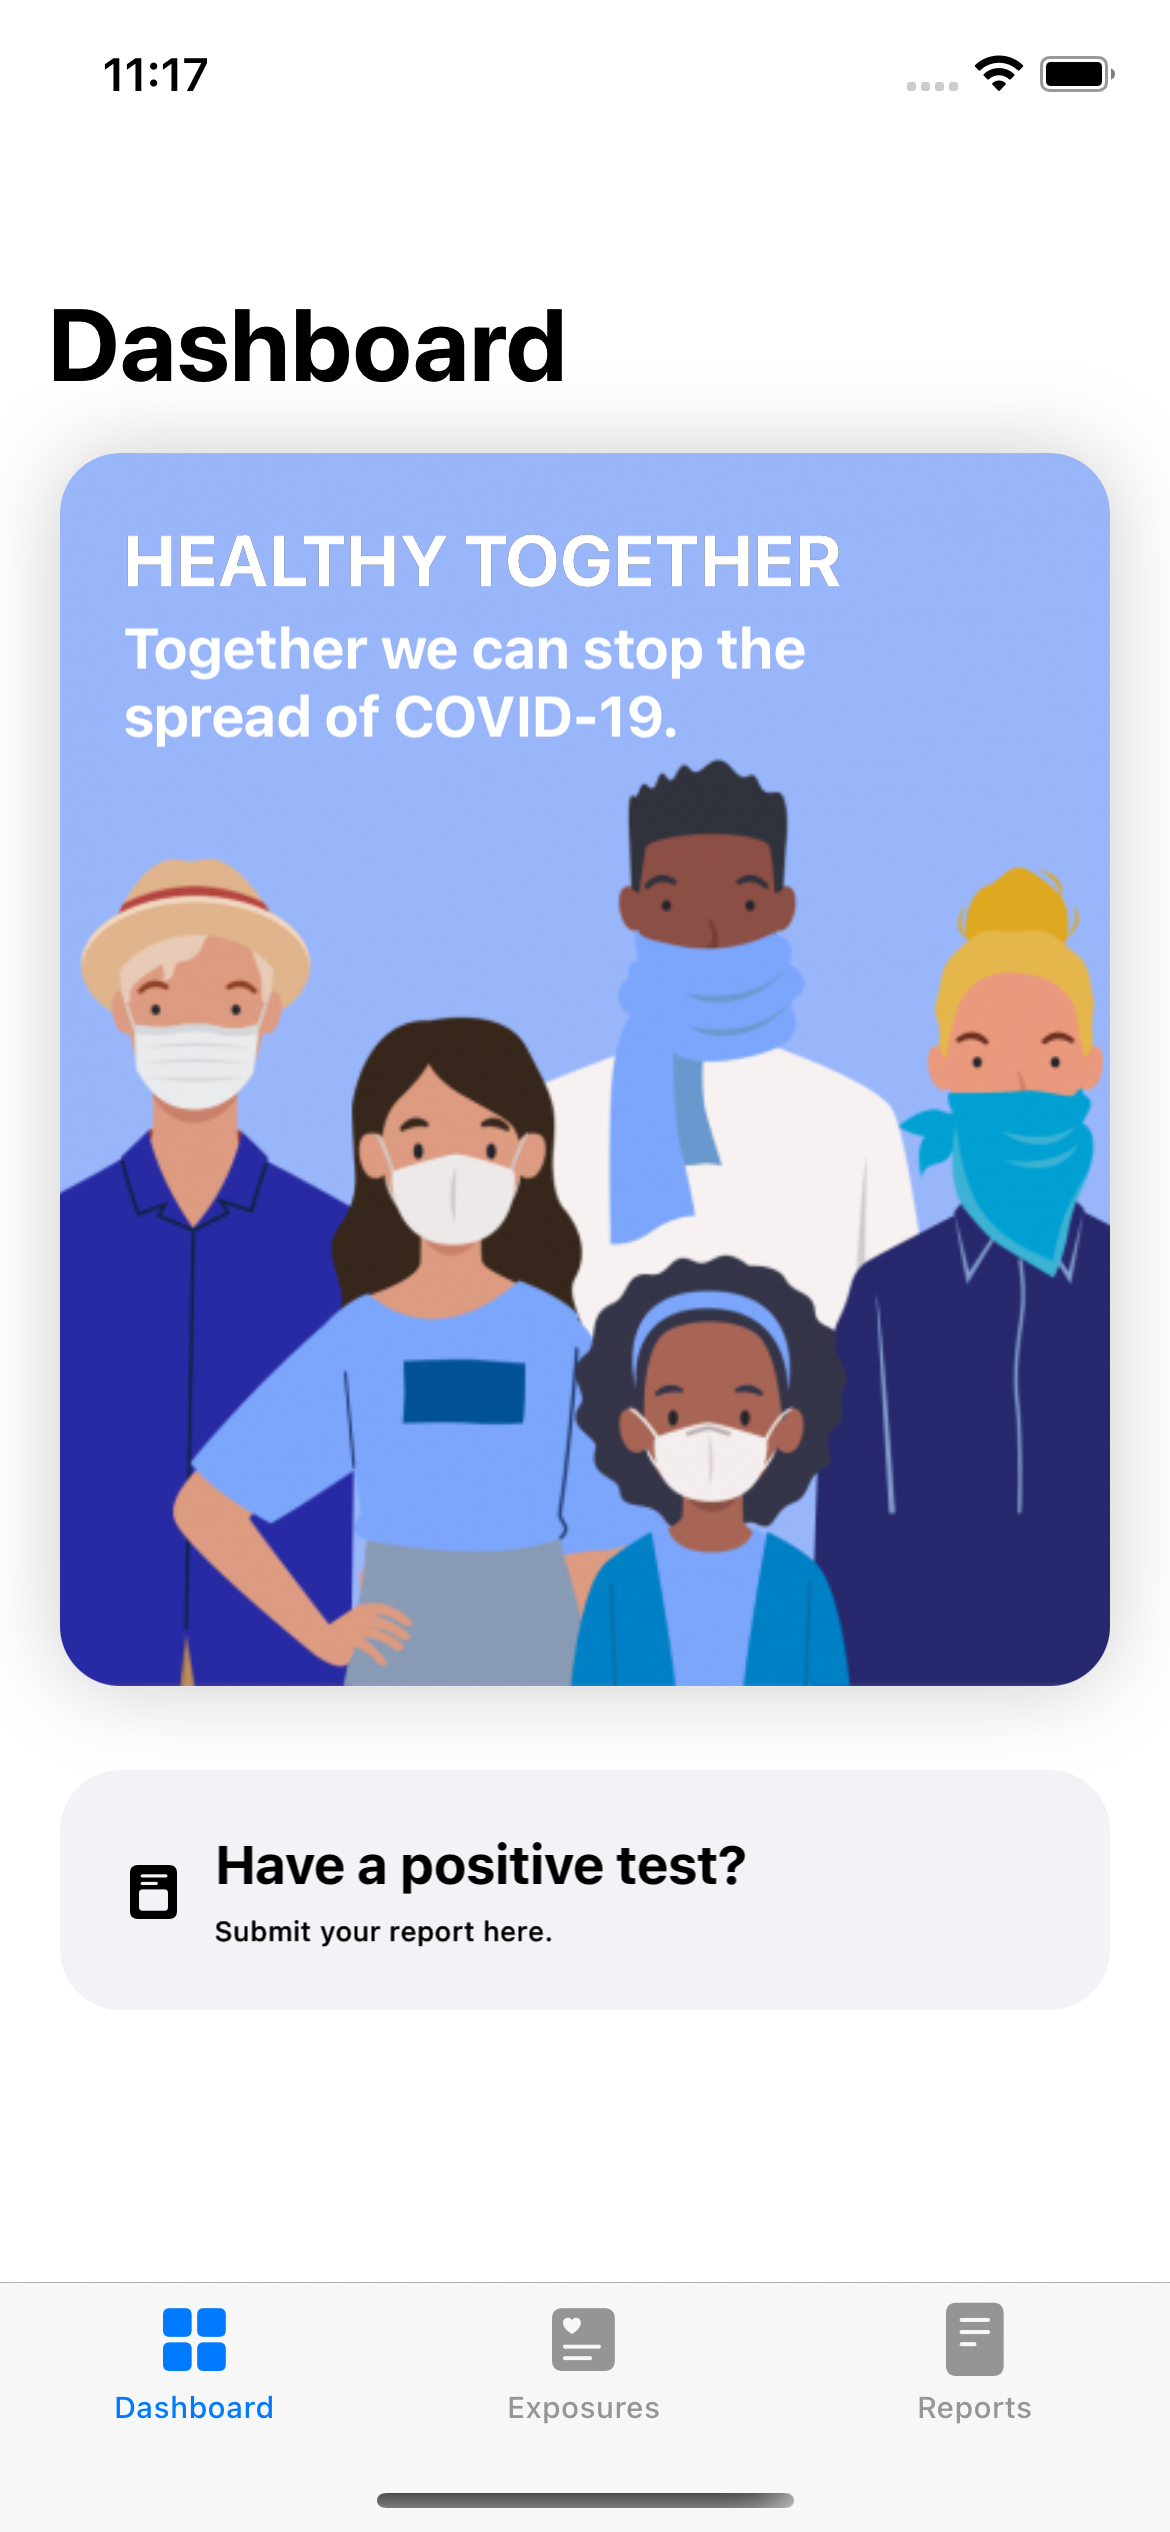 11:17
Dashboard
HEALTHY TOGETHER
Together we can stop the
spread of COVID-19.
Have a positive test?
Submit your report here.
Dashboard
Exposures
Reports